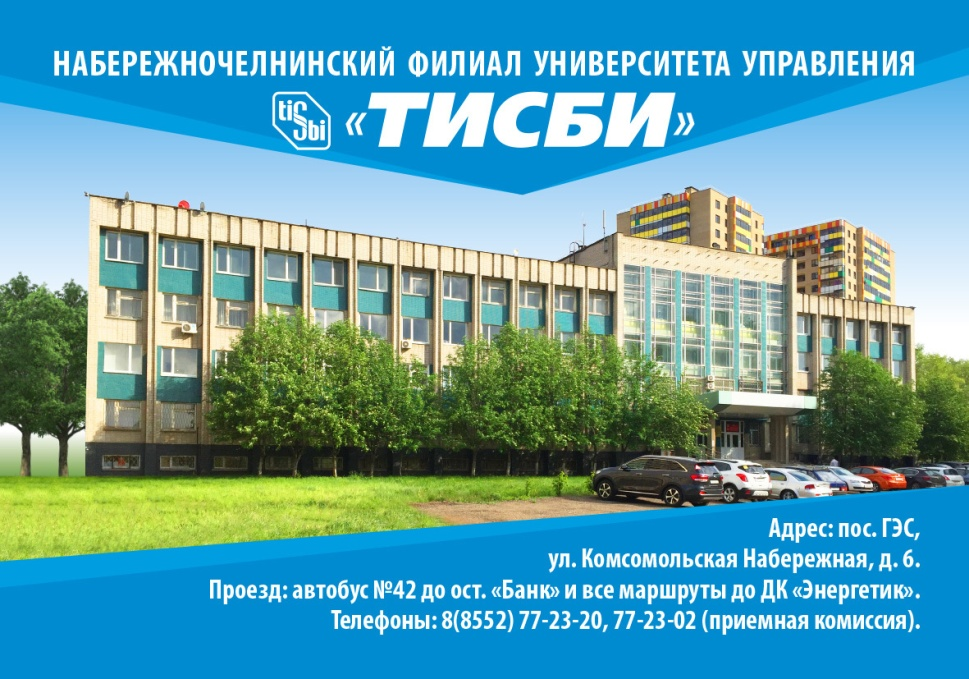 НАБЕРЕЖНОЧЕЛНИНСКИЙ ФИЛИАЛ УНИВЕРСИТЕТА УПРАВЛЕНИЯ
tisbi «ТИСБИ»
Адрес: пос. ГЭС,
ул. Комсомольская Набережная, д. 6.
Проезд: автобус №42 до ост. «Банк» и все маршруты до ДК «Энергетик».
Телефоны: 8(8552) 77-23-20, 77-23-02 (приемная комиссия).